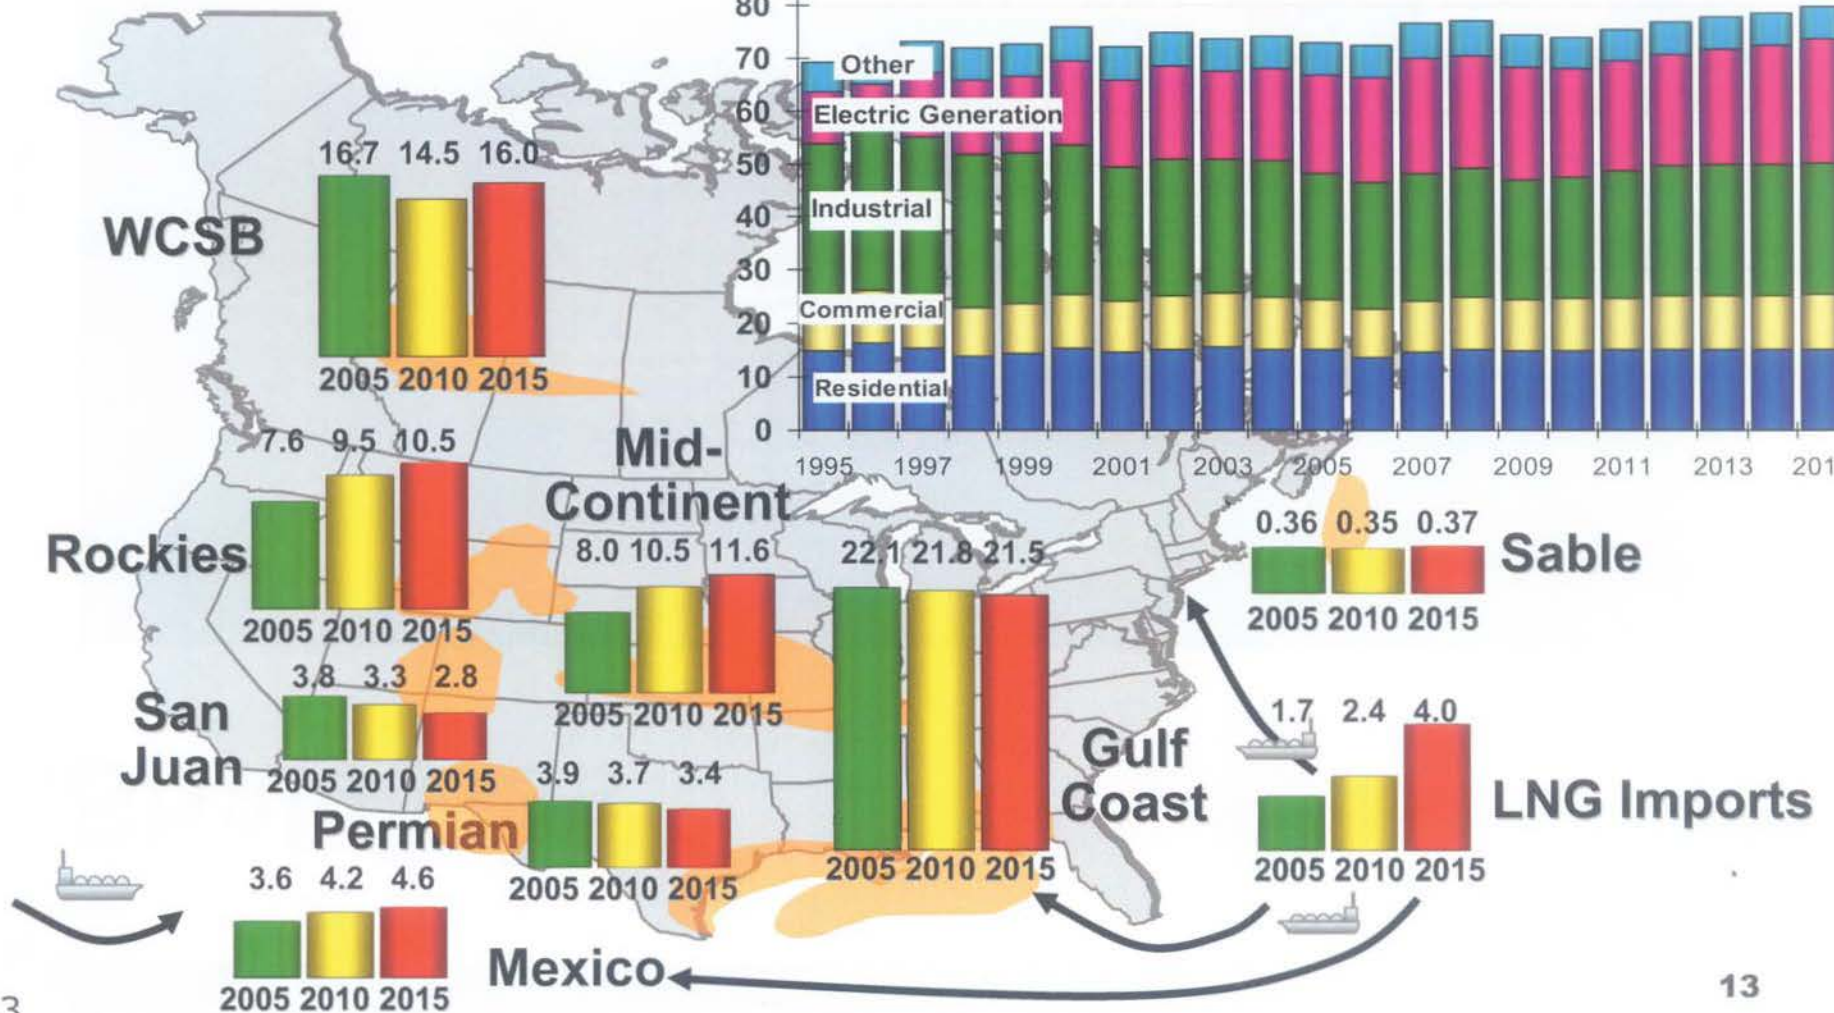 80
70
60
50
40
30
20
10
0
Other
Electric Generation
Industrial
Commercial
Residential
1995 1997 1999 2001 2003 2005 2007 2009 2011 2013 201
16.7 14.5 16.0
WCSB
2005 2010 2015
7.6 9.5 10.5
Rockies
2005 2010 2015
Mid-
Continent
8.0 10.5 11.6
2005 2010 2015
22.1 21.8 21.5
Gulf
Coast
2005 2010 2015
0.36 0.35 0.37
Sable
2005 2010 2015
3.8 3.3 2.8
San
Juan
2005 2010 2015
3.9 3.7 3.4
Permian
2005 2010 2015
1.7 2.4 4.0
LNG Imports
2005 2010 2015
3.6 4.2 4.6
Mexico
2005 2010 2015
13
3